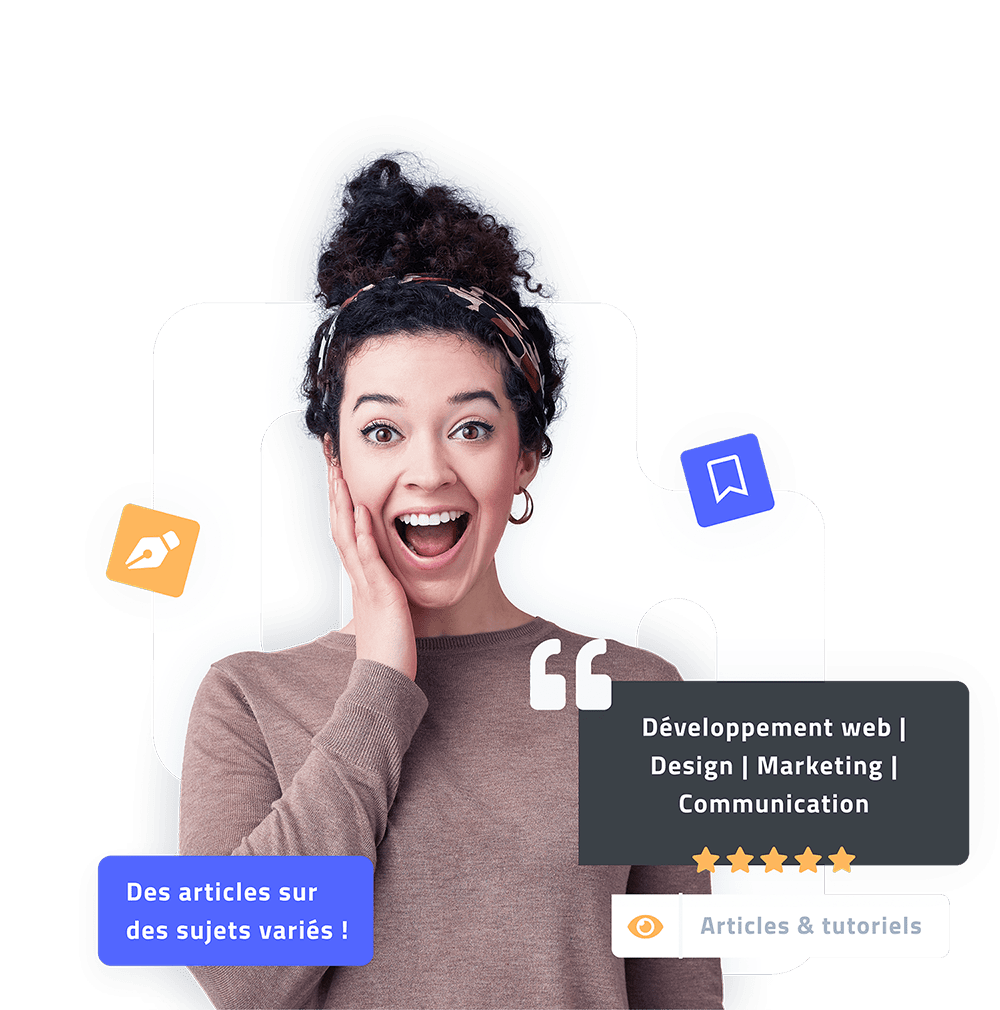 Développement web |
Design | Marketing |
Communication
Des articles sur
des sujets variés !
Articles & tutoriels